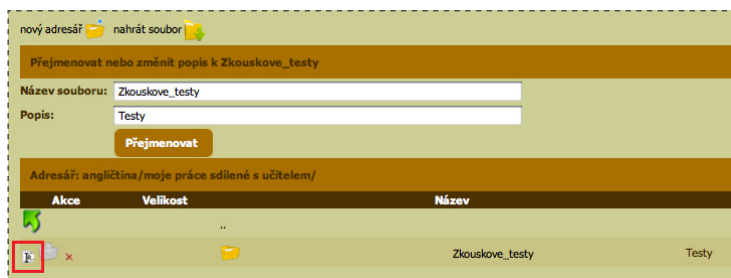 nový adresář nahrát soubor
Přejmenovat nebo změnit popis k Zkouskove_testy
Název souboru: Zkouskove_testy
Popis: Testy
Přejmenovat
Adresář: angličtina/moje práce sdílené s učitelem/
Akce Velikost Název
..
Zkouskove_testy Testy